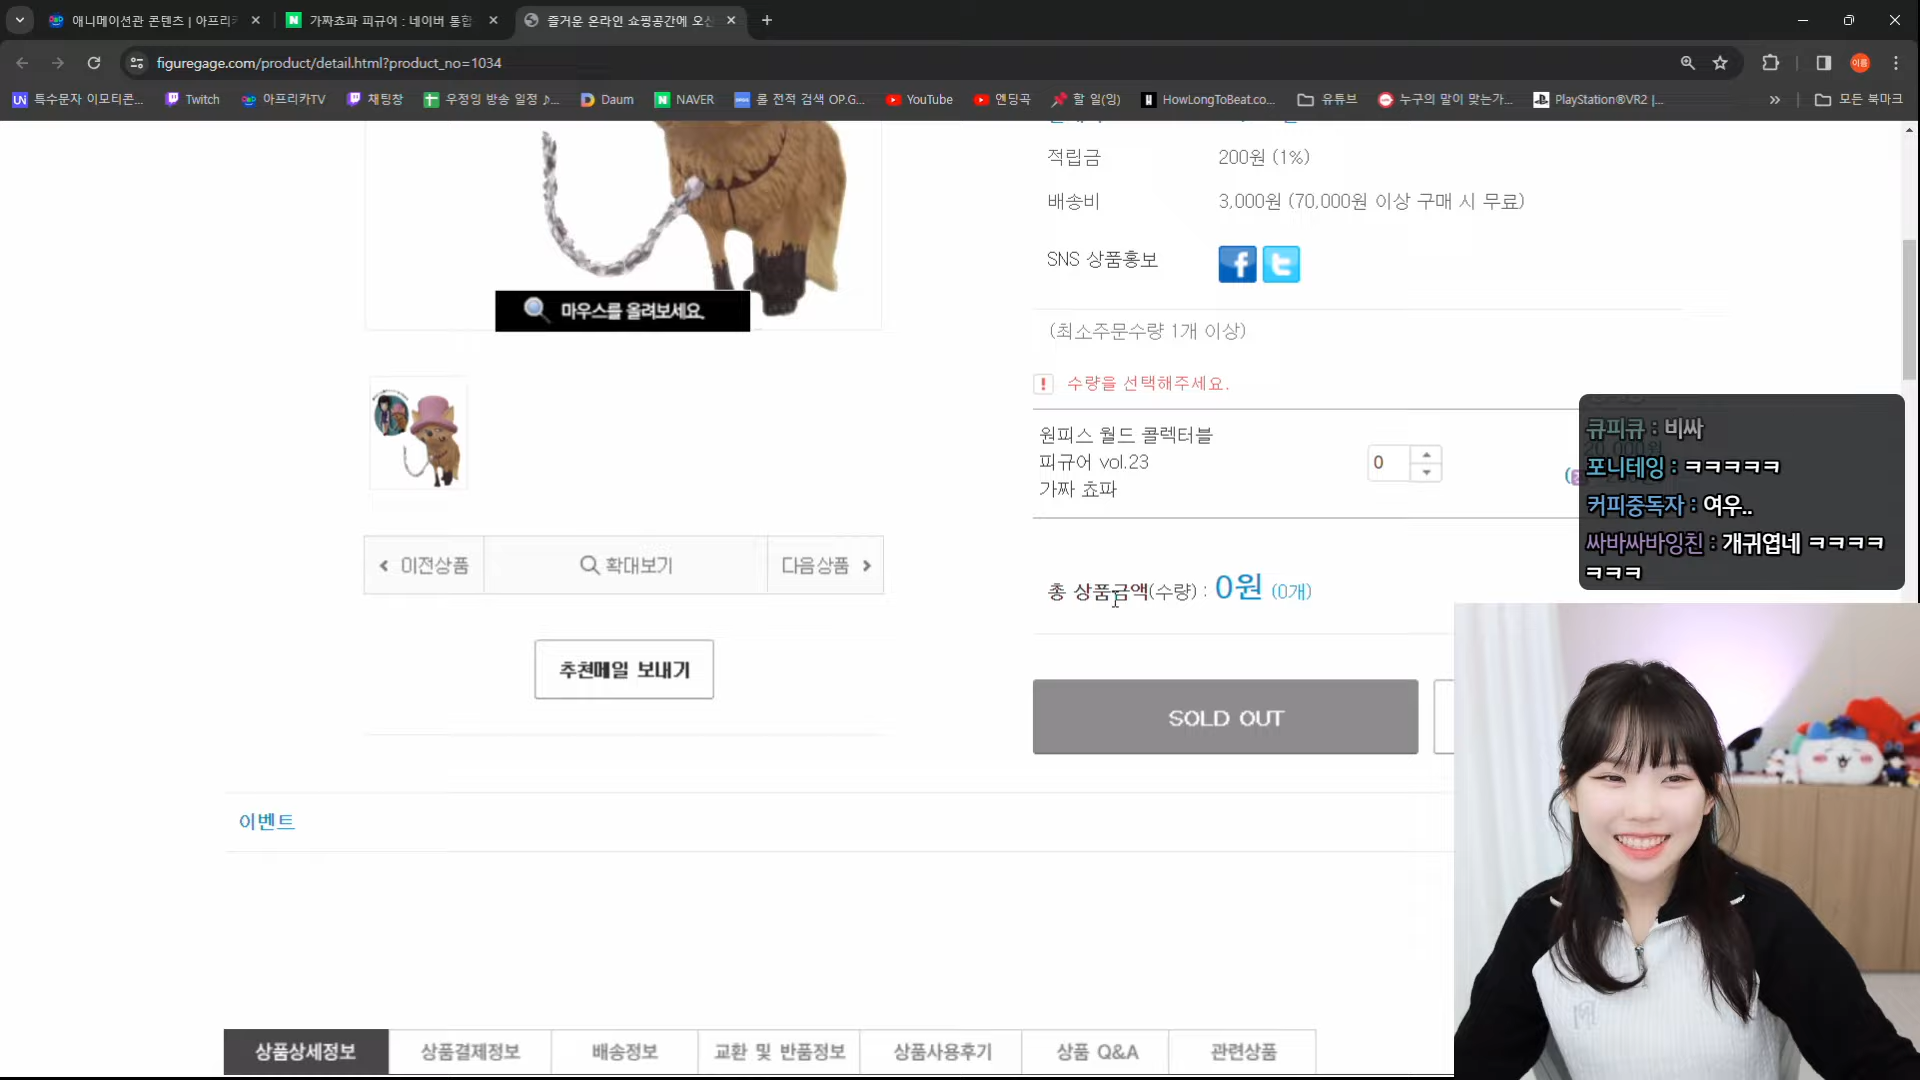 애니메이션관 콘텐츠 | 아프리카
가짜쵸파 피규어 : 네이버 통합
즐거운 온라인 쇼핑공간에 오신
figuregage.com/product/detail.html?product_no=1034
이름
특수문자 이모티콘...
Twitch
아프리카TV
채팅창
우정잉 방송 일정 ♪...
Daum
NAVER
롤 전적 검색 OP.G...
YouTube
엔딩곡
할 일(잉)
HowLongToBeat.co...
유튜브
누구의 말이 맞는가...
PlayStation®VR2 |...
모든 북마크
적립금
200원 (1%)
배송비
3,000원 (70,000원 이상 구매 시 무료)
SNS 상품홍보
마우스를 올려보세요.
(최소주문수량 1개 이상)
수량을 선택해주세요.
원피스 월드 콜렉터블
피규어 vol.23
가짜 쵸파
0
20,000원
큐피큐 : 비싸
포니테잉 : ㅋㅋㅋㅋㅋ
커피중독자 : 여우..
싸바싸바잉친 : 개귀엽네 ㅋㅋㅋㅋ
ㅋㅋㅋ
이전상품
확대보기
다음상품
총 상품금액(수량) : 0원 (0개)
추천메일 보내기
SOLD OUT
이벤트
상품상세정보
상품결제정보
배송정보
교환 및 반품정보
상품사용후기
상품 Q&A
관련상품